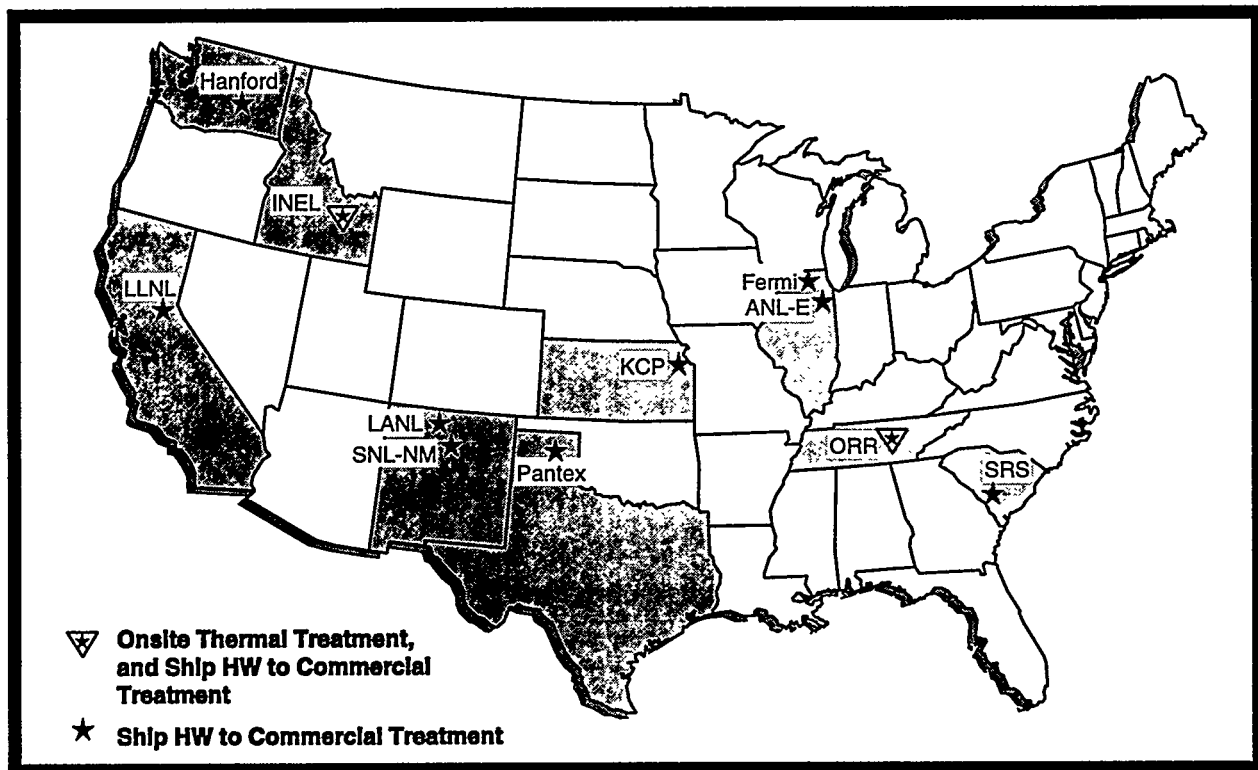 Hanford
INEL
LLNL
Fermi
ANL-E
KCP
LANL
SNL-NM
Pantex
ORR
SRS
Onsite Thermal Treatment,
and Ship HW to Commercial
Treatment
Ship HW to Commercial Treatment